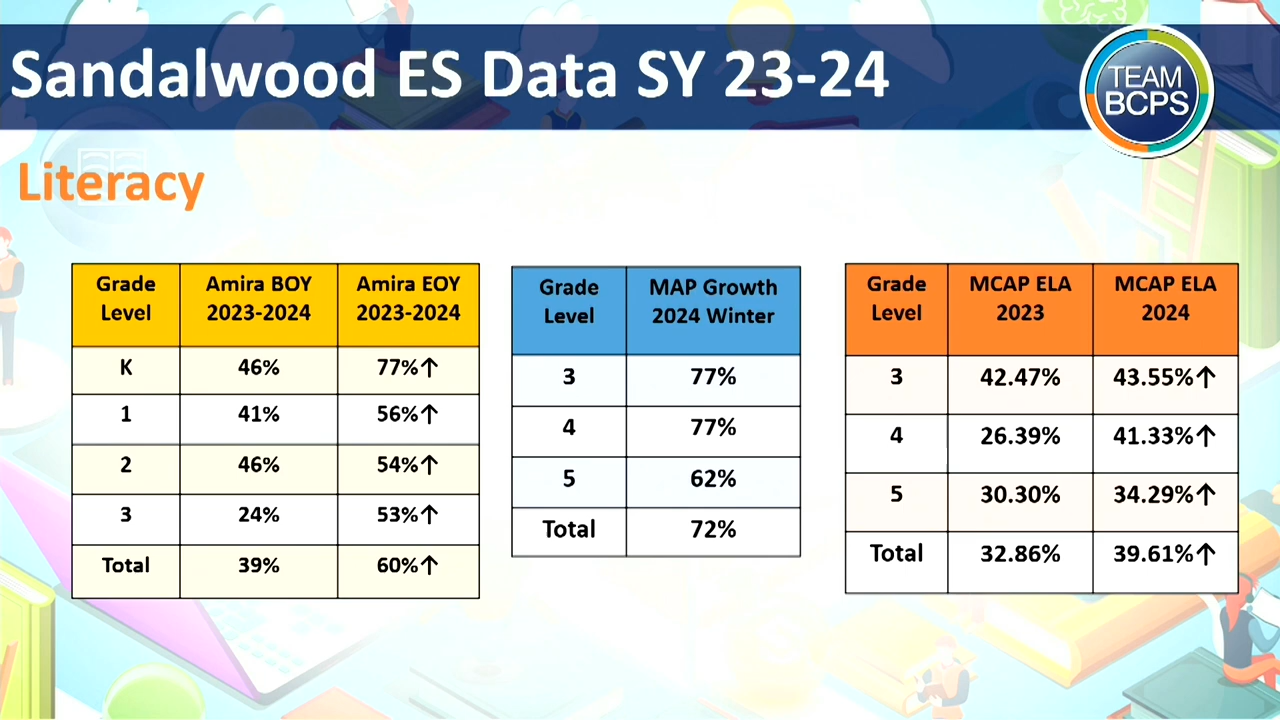 Sandalwood ES Data SY 23-24
TEAM
BCPS
Literacy
Grade Level Amira BOY 2023-2024 Amira EOY 2023-2024
K 46% 77%↑
1 41% 56%↑
2 46% 54%↑
3 24% 53%↑
Total 39% 60%↑
Grade Level MAP Growth 2024 Winter
3 77%
4 77%
5 62%
Total 72%
Grade Level MCAP ELA 2023 MCAP ELA 2024
3 42.47% 43.55%↑
4 26.39% 41.33%↑
5 30.30% 34.29%↑
Total 32.86% 39.61%↑